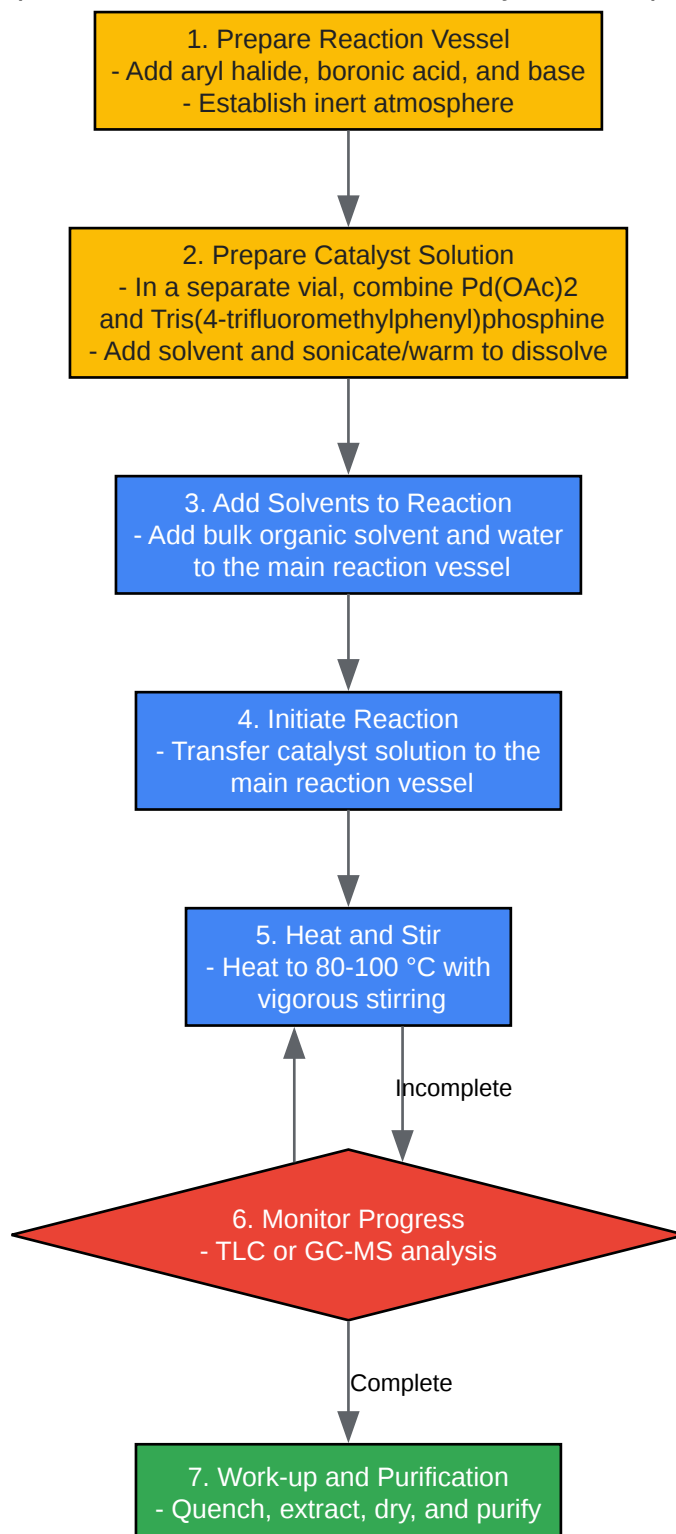 1. Prepare Reaction Vessel
- Add aryl halide, boronic acid, and base
- Establish inert atmosphere
2. Prepare Catalyst Solution
- In a separate vial, combine Pd(OAc)2
and Tris(4-trifluoromethylphenyl)phosphine
- Add solvent and sonicate/warm to dissolve
3. Add Solvents to Reaction
- Add bulk organic solvent and water
to the main reaction vessel
4. Initiate Reaction
- Transfer catalyst solution to the
main reaction vessel
5. Heat and Stir
- Heat to 80-100 °C with
vigorous stirring
Incomplete
6. Monitor Progress
- TLC or GC-MS analysis
Complete
7. Work-up and Purification
- Quench, extract, dry, and purify